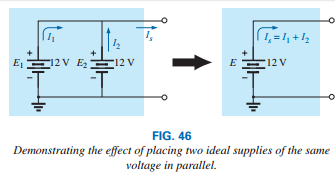 I₁ I₂ Iₛ Iₛ = I₁ + I₂
+ + +
E₁ 12 V E₂ 12 V E 12 V
– – –
FIG. 46
Demonstrating the effect of placing two ideal supplies of the same
voltage in parallel.